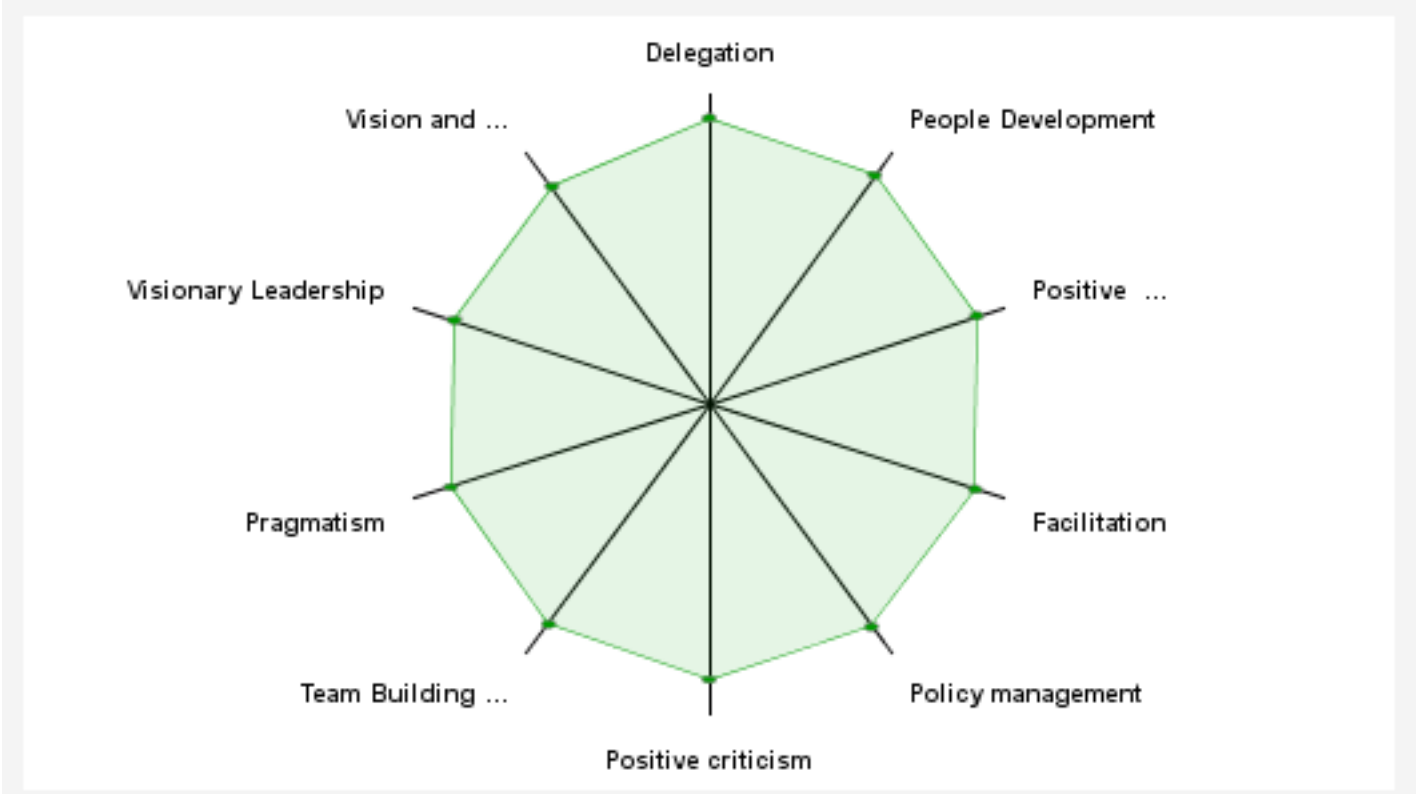 Delegation
Vision and ...
People Development
Visionary Leadership
Positive ...
Pragmatism
Facilitation
Team Building ...
Policy management
Positive criticism